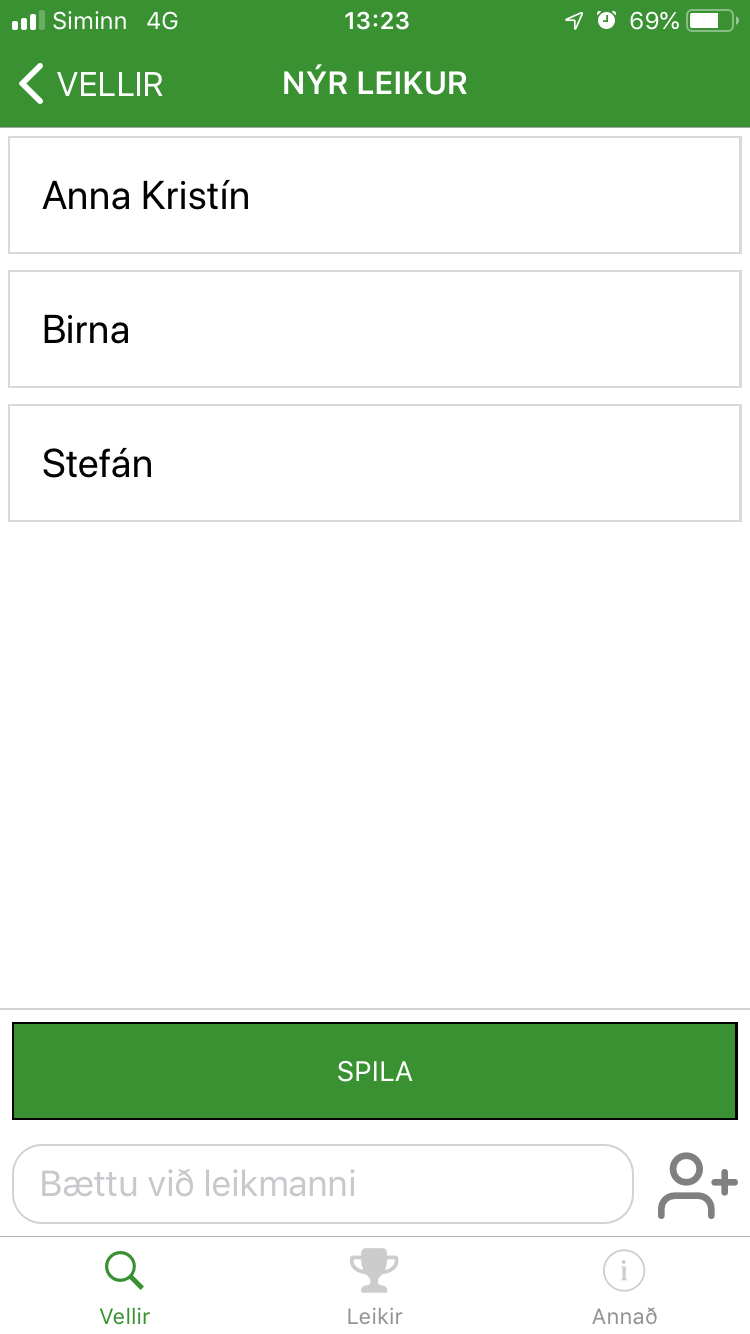 Siminn 4G 13:23 69%
VELLIR NÝR LEIKUR
Anna Kristín
Birna
Stefán
SPILA
Bættu við leikmanni
Vellir Leikir Annað